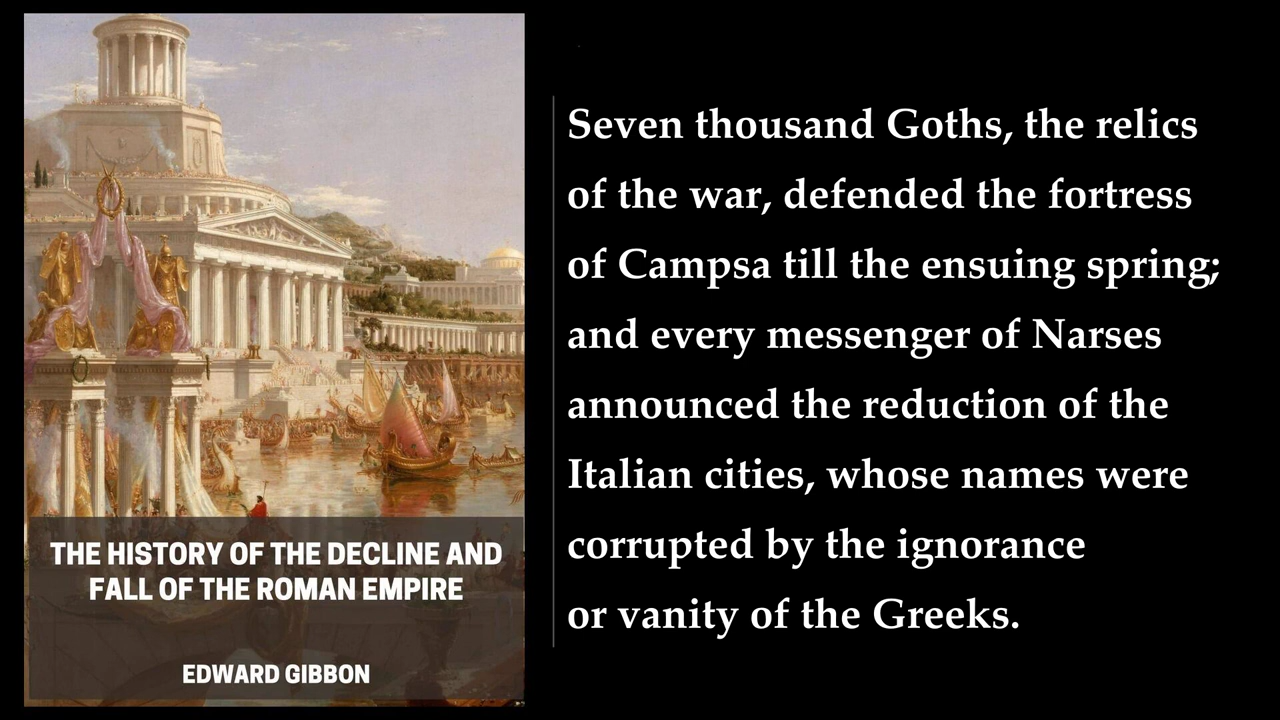 THE HISTORY OF THE DECLINE AND
FALL OF THE ROMAN EMPIRE
EDWARD GIBBON
Seven thousand Goths, the relics
of the war, defended the fortress
of Campsa till the ensuing spring;
and every messenger of Narses
announced the reduction of the
Italian cities, whose names were
corrupted by the ignorance
or vanity of the Greeks.